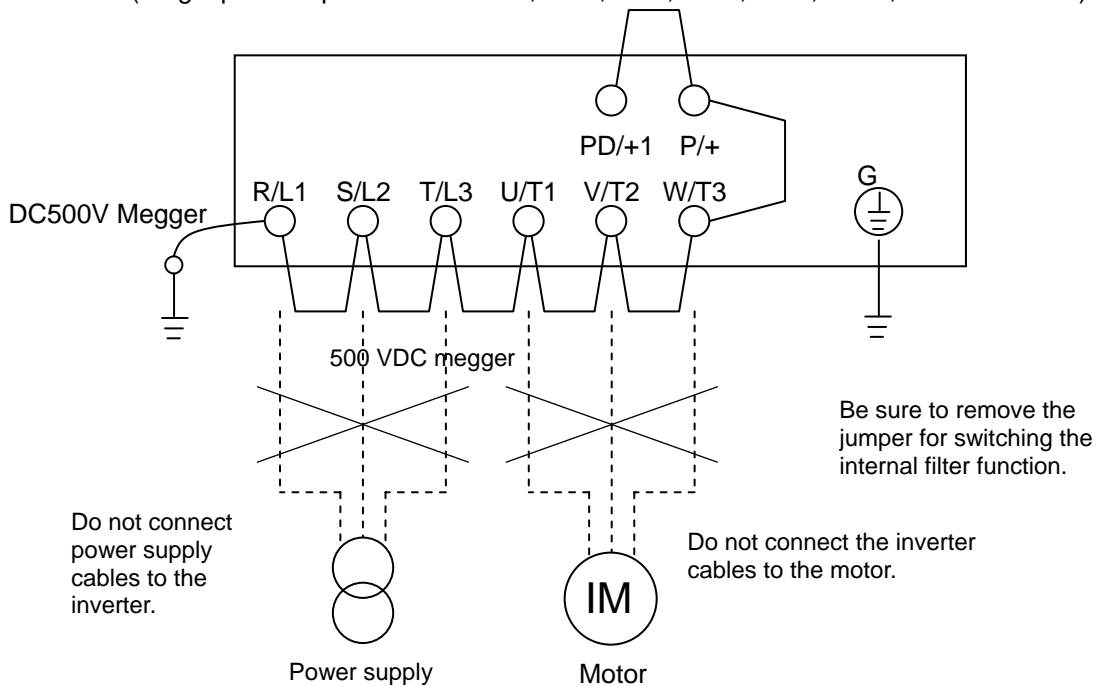 PD/+1 P/+
R/L1 S/L2 T/L3 U/T1 V/T2 W/T3 G
DC500V Megger
500 VDC megger
Be sure to remove the
jumper for switching the
internal filter function.
Do not connect
power supply
cables to the
inverter.
Do not connect the inverter
cables to the motor.
IM
Power supply
Motor